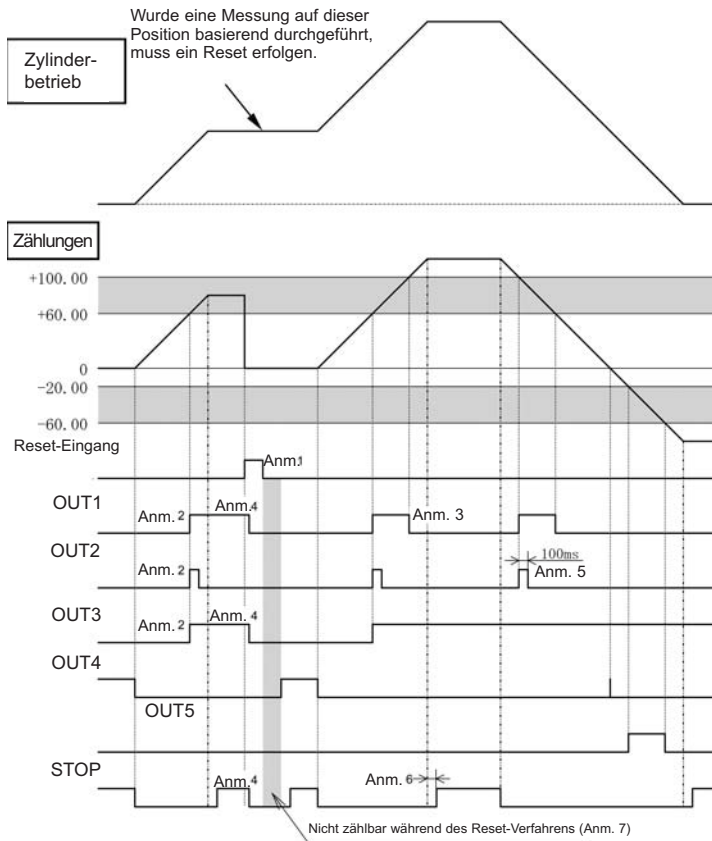 Wurde eine Messung auf dieser
Position basierend durchgeführt,
muss ein Reset erfolgen.
Zylinder-
betrieb
Zählungen
+100.00
+60.00
0
-20.00
-60.00
Reset-Eingang
Anm.1
OUT1
Anm. 2
Anm.4
Anm. 3
OUT2
Anm.2
100ms
Anm. 5
OUT3
Anm.2
Anm. 4
OUT4
OUT5
STOP
Anm.4
Anm. 6
Nicht zählbar während des Reset-Verfahrens (Anm. 7)